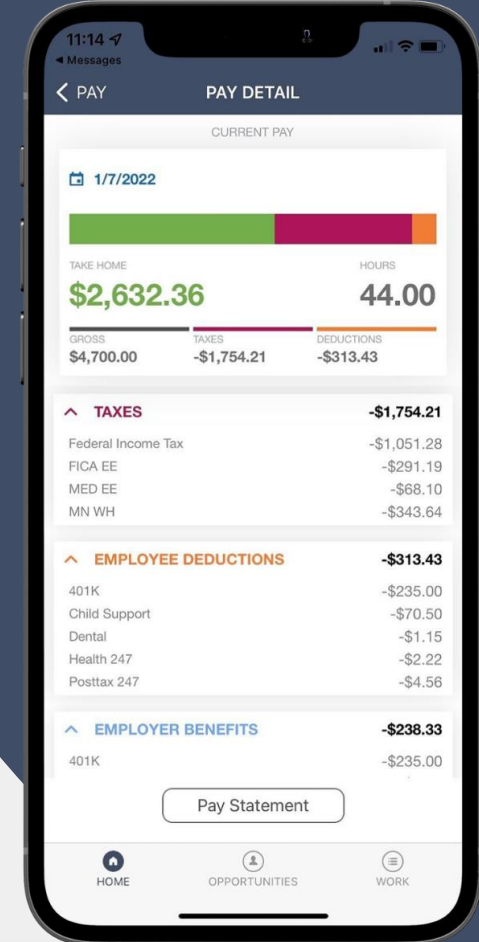 11:14
◀ Messages
PAY
PAY DETAIL
CURRENT PAY
1/7/2022
TAKE HOME HOURS
$2,632.36 44.00
GROSS TAXES DEDUCTIONS
$4,700.00 -$1,754.21 -$313.43
TAXES -$1,754.21
Federal Income Tax -$1,051.28
FICA EE -$291.19
MED EE -$68.10
MN WH -$343.64
EMPLOYEE DEDUCTIONS -$313.43
401K -$235.00
Child Support -$70.50
Dental -$1.15
Health 247 -$2.22
Posttax 247 -$4.56
EMPLOYER BENEFITS -$238.33
401K -$235.00
Pay Statement
HOME OPPORTUNITIES WORK